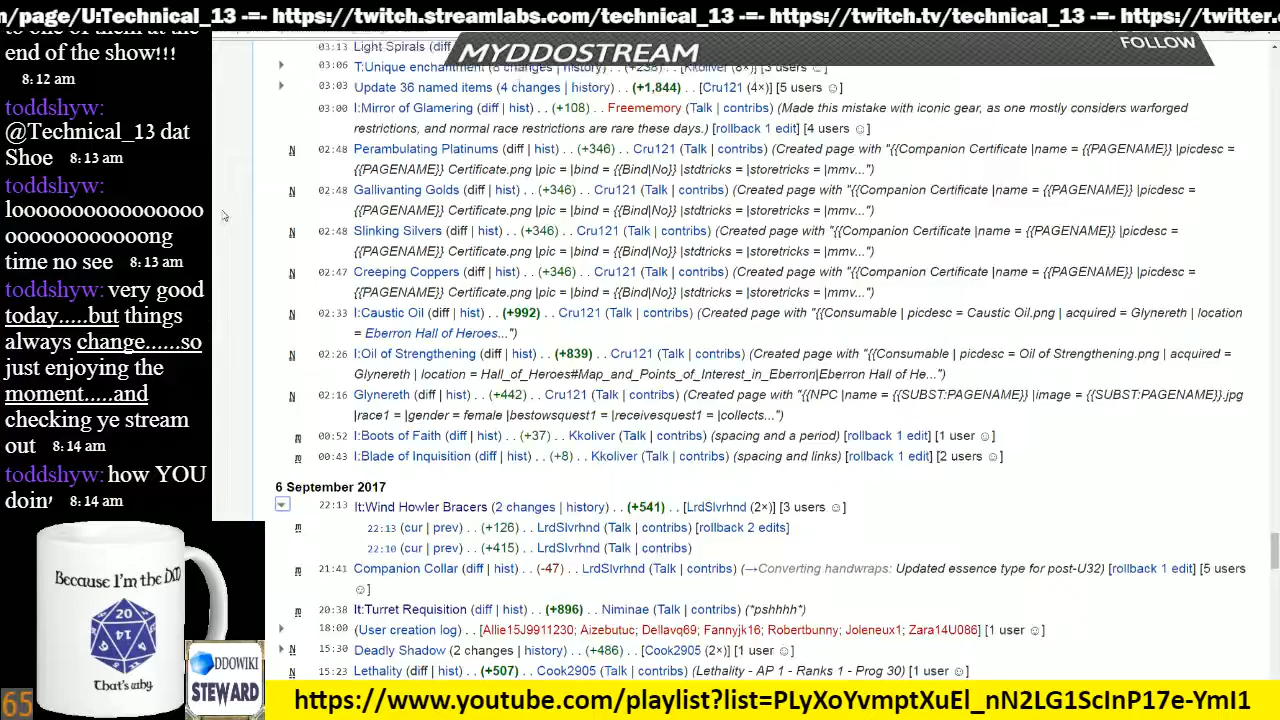 n/page/U:Technical_13 -=- https://twitch.streamlabs.com/technical_13 -=- https://twitch.tv/technical_13 -=- https://twitter.c
to one of them at the
end of the show!!!
8:12 am
toddshyw:
@Technical_13 dat
Shoe 8:13 am
toddshyw:
looooooooooooooooo
ooooooooooooong
time no see 8:13 am
toddshyw: very good
today.....but things
always change......so
just enjoying the
moment.....and
checking ye stream
out 8:14 am
toddshyw: how YOU
doin' 8:14 am
MYDDOSTREAM
FOLLOW
03:13 Light Spirals (diff
03:06 T:Unique enchantment (8 changes | history) . . (+238) . . [Kkoliver (8×)] [3 users ☺]
03:03 Update 36 named items (4 changes | history) . . (+1,844) . . [Cru121 (4×)] [5 users ☺]
03:00 I:Mirror of Glamering (diff | hist) . . (+108) . . Freememory (Talk | contribs) (Made this mistake with iconic gear, as one mostly considers warforged
restrictions, and normal race restrictions are rare these days.) [rollback 1 edit] [4 users ☺]
N 02:48 Perambulating Platinums (diff | hist) . . (+346) . . Cru121 (Talk | contribs) (Created page with "{{Companion Certificate |name = {{PAGENAME}} |picdesc =
{{PAGENAME}} Certificate.png |pic = |bind = {{Bind|No}} |stdtricks = |storetricks = |mmv...")
N 02:48 Gallivanting Golds (diff | hist) . . (+346) . . Cru121 (Talk | contribs) (Created page with "{{Companion Certificate |name = {{PAGENAME}} |picdesc =
{{PAGENAME}} Certificate.png |pic = |bind = {{Bind|No}} |stdtricks = |storetricks = |mmv...")
N 02:48 Slinking Silvers (diff | hist) . . (+346) . . Cru121 (Talk | contribs) (Created page with "{{Companion Certificate |name = {{PAGENAME}} |picdesc =
{{PAGENAME}} Certificate.png |pic = |bind = {{Bind|No}} |stdtricks = |storetricks = |mmv...")
N 02:47 Creeping Coppers (diff | hist) . . (+346) . . Cru121 (Talk | contribs) (Created page with "{{Companion Certificate |name = {{PAGENAME}} |picdesc =
{{PAGENAME}} Certificate.png |pic = |bind = {{Bind|No}} |stdtricks = |storetricks = |mmv...")
N 02:33 I:Caustic Oil (diff | hist) . . (+992) . . Cru121 (Talk | contribs) (Created page with "{{Consumable | picdesc = Caustic Oil.png | acquired = Glynereth | location
= Eberron Hall of Heroes...")
N 02:26 I:Oil of Strengthening (diff | hist) . . (+839) . . Cru121 (Talk | contribs) (Created page with "{{Consumable | picdesc = Oil of Strengthening.png | acquired =
Glynereth | location = Hall_of_Heroes#Map_and_Points_of_Interest_in_Eberron|Eberron Hall of He...")
N 02:16 Glynereth (diff | hist) . . (+442) . . Cru121 (Talk | contribs) (Created page with "{{NPC |name = {{SUBST:PAGENAME}} |image = {{SUBST:PAGENAME}}.jpg
|race1 = |gender = female |bestowsquest1 = |receivesquest1 = |collects...")
m 00:52 I:Boots of Faith (diff | hist) . . (+37) . . Kkoliver (Talk | contribs) (spacing and a period) [rollback 1 edit] [1 user ☺]
m 00:43 I:Blade of Inquisition (diff | hist) . . (+8) . . Kkoliver (Talk | contribs) (spacing and links) [rollback 1 edit] [2 users ☺]
6 September 2017
22:13 It:Wind Howler Bracers (2 changes | history) . . (+541) . . [LrdSlvrhnd (2×)] [3 users ☺]
m 22:13 (cur | prev) . . (+126) . . LrdSlvrhnd (Talk | contribs) [rollback 2 edits]
22:10 (cur | prev) . . (+415) . . LrdSlvrhnd (Talk | contribs)
m 21:41 Companion Collar (diff | hist) . . (-47) . . LrdSlvrhnd (Talk | contribs) (→Converting handwraps: Updated essence type for post-U32) [rollback 1 edit] [5 users
☺]
m 20:38 It:Turret Requisition (diff | hist) . . (+896) . . Niminae (Talk | contribs) (*pshhhh*)
18:00 (User creation log) . . [Allie15J9911230; Aizebutuc; Dellavq69; Fannyjk16; Robertbunny; Joleneux1; Zara14U086] [1 user ☺]
N 15:30 Deadly Shadow (2 changes | history) . . (+486) . . [Cook2905 (2×)] [1 user ☺]
N 15:23 Lethality (diff | hist) . . (+507) . . Cook2905 (Talk | contribs) (Lethality - AP 1 - Ranks 1 - Prog 30) [rollback 1 edit] [1 user ☺]
Because I'm the DM
20
14
That's why.
DDOWIKI
STEWARD
65
https://www.youtube.com/playlist?list=PLyXoYvmptXuEl_nN2LG1ScInP17e-YmI1